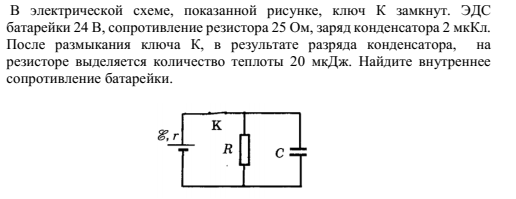 В электрической схеме, показанной рисунке, ключ К замкнут. ЭДС
батарейки 24 В, сопротивление резистора 25 Ом, заряд конденсатора 2 мкКл.
После размыкания ключа К, в результате разряда конденсатора, на
резисторе выделяется количество теплоты 20 мкДж. Найдите внутреннее
сопротивление батарейки.
K
ℰ, r
R
C